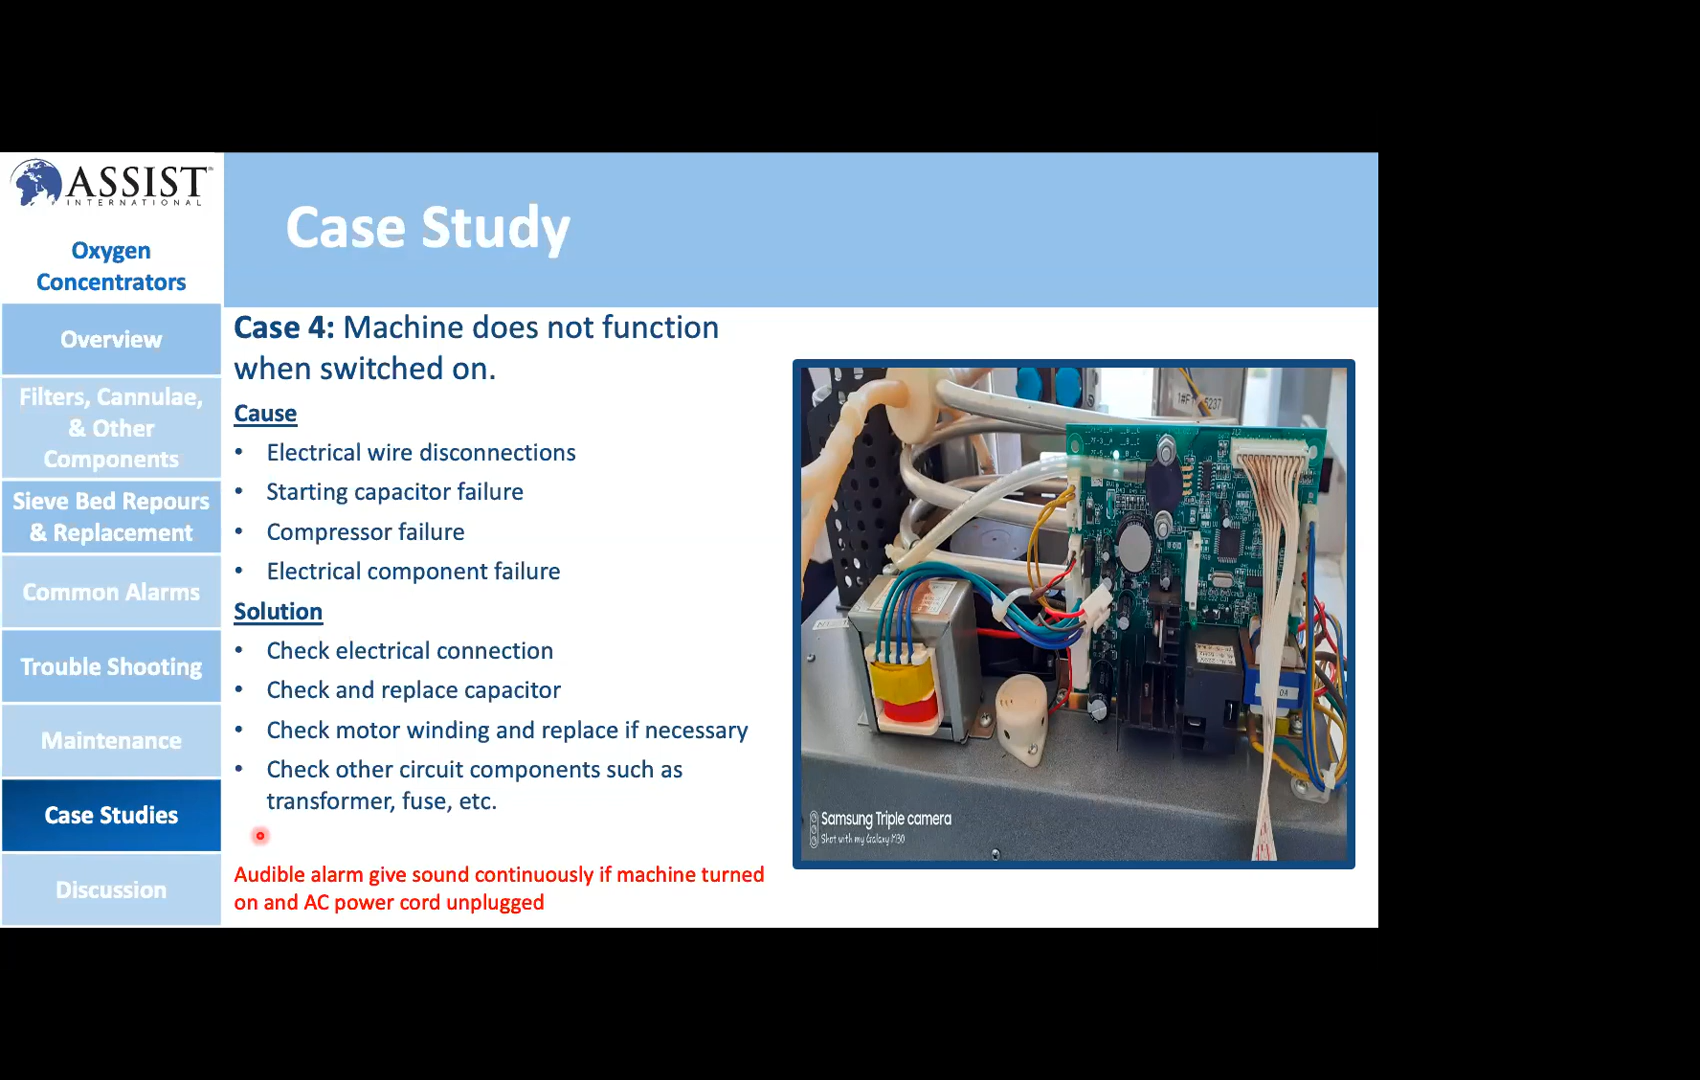 ASSIST
INTERNATIONAL
Oxygen
Concentrators
Overview
Filters, Cannulae,
& Other
Components
Sieve Bed Repours
& Replacement
Common Alarms
Trouble Shooting
Maintenance
Case Studies
Discussion
Case Study
Case 4: Machine does not function
when switched on.
Cause
• Electrical wire disconnections
• Starting capacitor failure
• Compressor failure
• Electrical component failure
Solution
• Check electrical connection
• Check and replace capacitor
• Check motor winding and replace if necessary
• Check other circuit components such as
transformer, fuse, etc.
Audible alarm give sound continuously if machine turned
on and AC power cord unplugged
Samsung Triple camera
Shot with my Galaxy M30